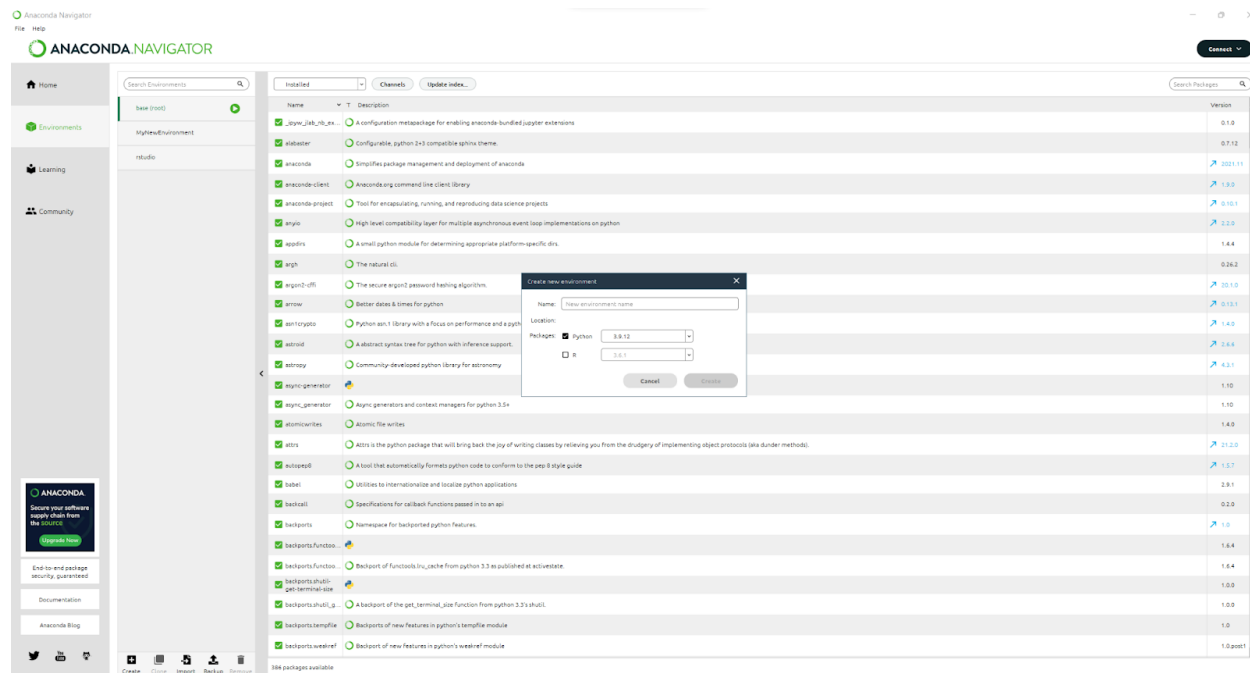 Anaconda Navigator
File Help
ANACONDA.NAVIGATOR
Connect
Home
Environments
Learning
Community
ANACONDA.
Secure your software
supply chain from
the source
Upgrade Now
End-to-end package
security, guaranteed
Documentation
Anaconda Blog
Search Environments
base (root)
MyNewEnvironment
rstudio
Create Clone Import Backup Remove
Installed Channels Update index... Search Packages
Name T Description Version
_ipyw_jlab_nb_ex... A configuration metapackage for enabling anaconda-bundled jupyter extensions 0.1.0
alabaster Configurable, python 2+3 compatible sphinx theme. 0.7.12
anaconda Simplifies package management and deployment of anaconda 2021.11
anaconda-client Anaconda.org command line client library 1.9.0
anaconda-project Tool for encapsulating, running, and reproducing data science projects 0.10.1
anyio High level compatibility layer for multiple asynchronous event loop implementations on python 2.2.0
appdirs A small python module for determining appropriate platform-specific dirs. 1.4.4
argh The natural cli. 0.26.2
argon2-cffi The secure argon2 password hashing algorithm. 20.1.0
arrow Better dates & times for python 0.13.1
asn1crypto Python asn.1 library with a focus on performance and a pyth 1.4.0
astroid A abstract syntax tree for python with inference support. 2.6.6
astropy Community-developed python library for astronomy 4.3.1
async-generator 1.10
async_generator Async generators and context managers for python 3.5+ 1.10
atomicwrites Atomic file writes 1.4.0
attrs Attrs is the python package that will bring back the joy of writing classes by relieving you from the drudgery of implementing object protocols (aka dunder methods). 21.2.0
autopep8 A tool that automatically formats python code to conform to the pep 8 style guide 1.5.7
babel Utilities to internationalize and localize python applications 2.9.1
backcall Specifications for callback functions passed in to an api 0.2.0
backports Namespace for backported python features. 1.0
backports.functoo... 1.6.4
backports.functoo... Backport of functools.lru_cache from python 3.3 as published at activestate. 1.6.4
backports.shutil-
get-terminal-size 1.0.0
backports.shutil_g... A backport of the get_terminal_size function from python 3.3's shutil. 1.0.0
backports.tempfile Backports of new features in python's tempfile module 1.0
backports.weakref Backport of new features in python's weakref module 1.0.post1
386 packages available
Create new environment
Name: New environment name
Location:
Packages: Python 3.9.12
R 3.6.1
Cancel Create